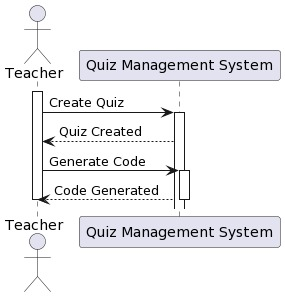 Teacher
Quiz Management System
Create Quiz
Quiz Created
Generate Code
Code Generated
Teacher
Quiz Management System